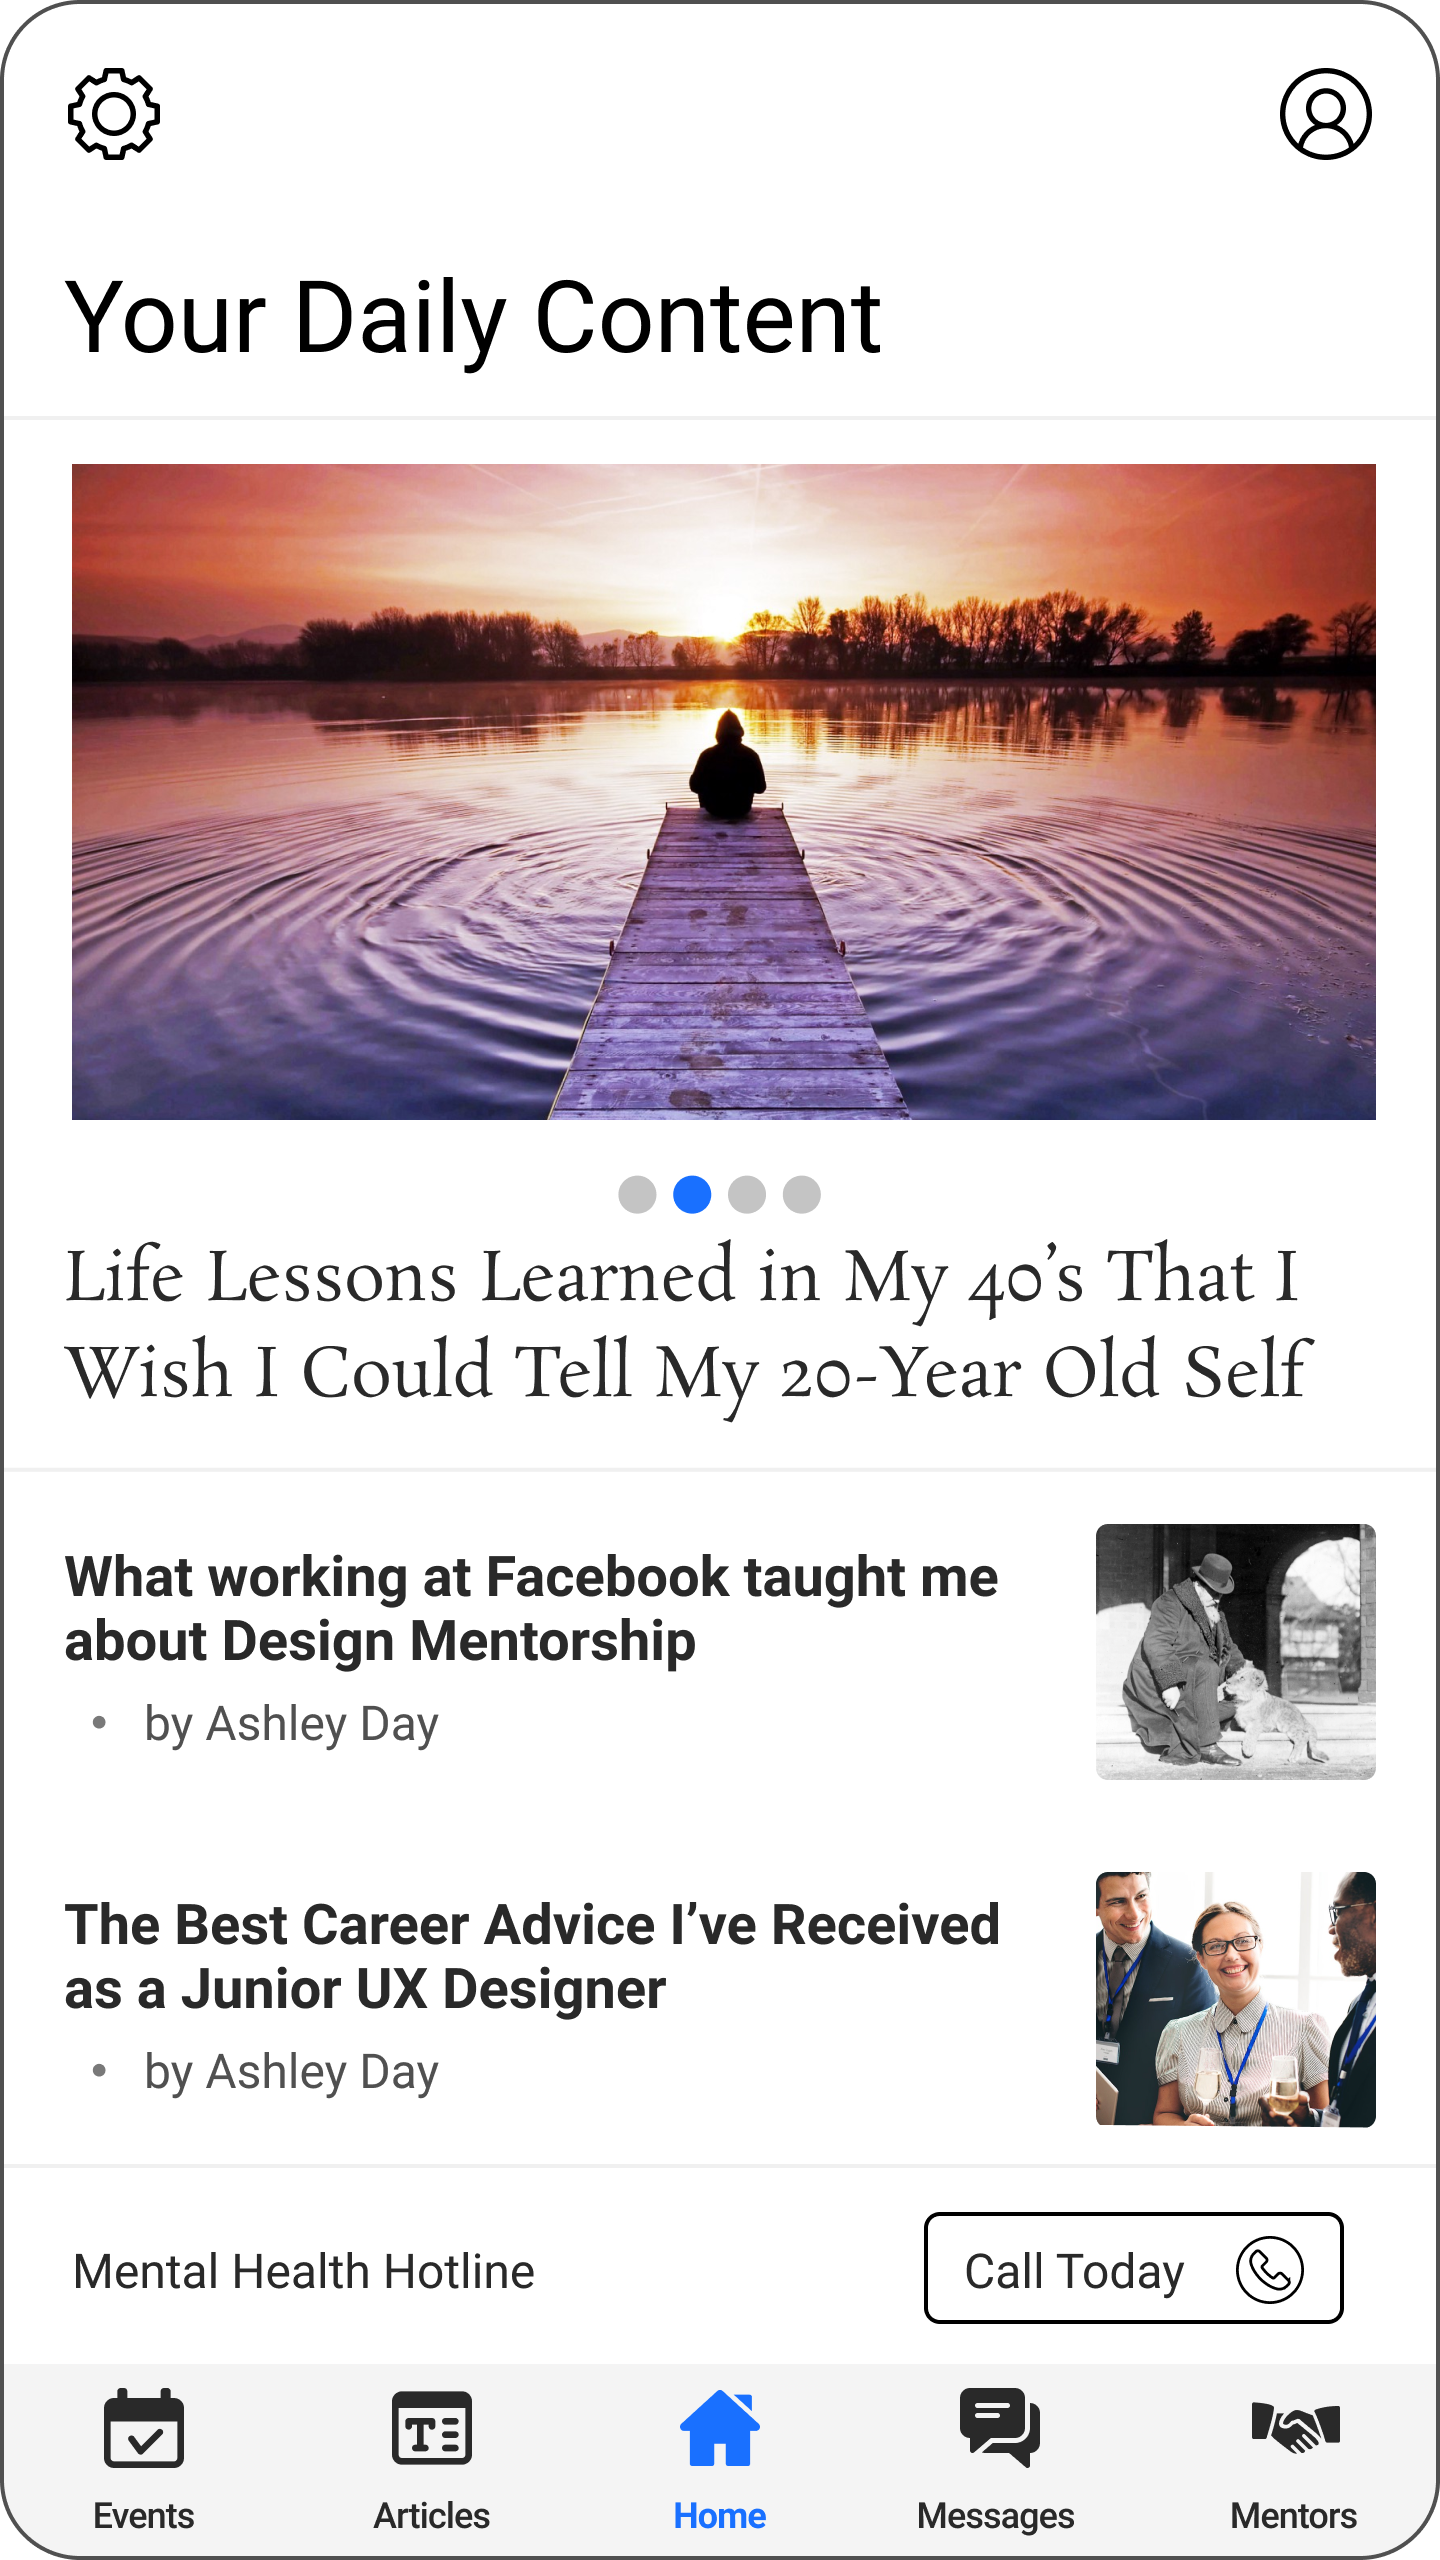 Your Daily Content
Life Lessons Learned in My 40’s That I
Wish I Could Tell My 20-Year Old Self
What working at Facebook taught me
about Design Mentorship
• by Ashley Day
The Best Career Advice I’ve Received
as a Junior UX Designer
• by Ashley Day
Mental Health Hotline
Call Today
Events
Articles
Home
Messages
Mentors